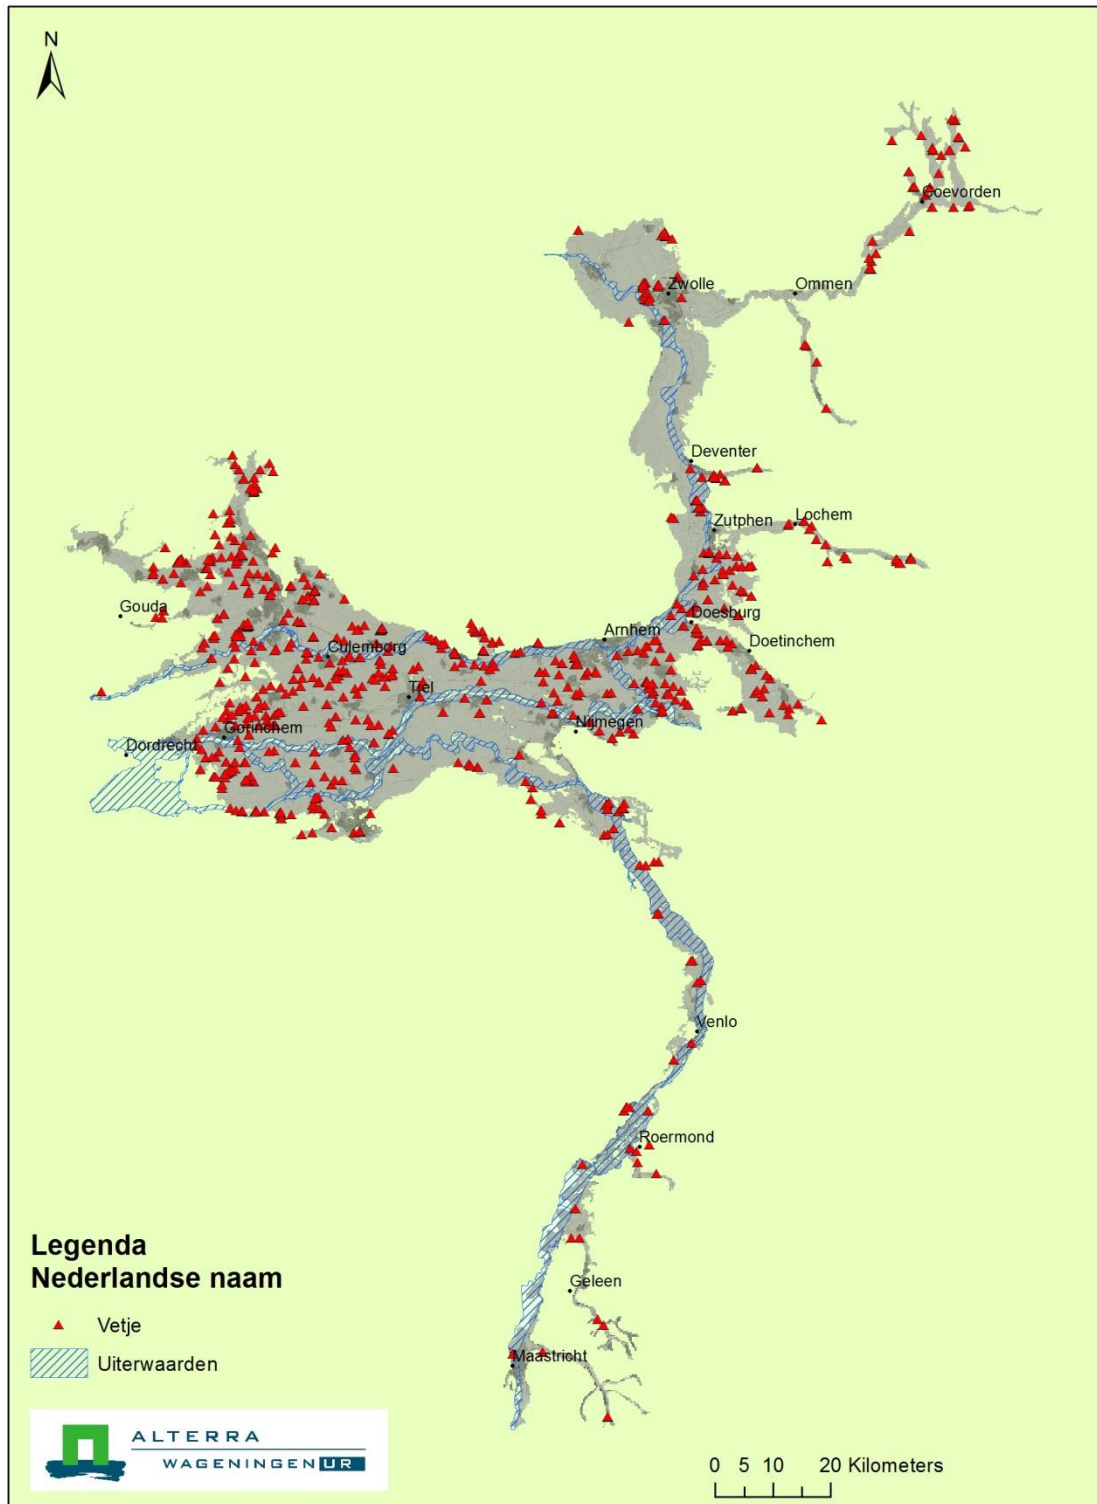 N
Coevorden
Zwolle
Ommen
Deventer
Zutphen
Lochem
Gouda
Doesburg
Arnhem
Doetinchem
Culemborg
Tiel
Nijmegen
Gorinchem
Dordrecht
Venlo
Roermond
Geleen
Maastricht
Legenda
Nederlandse naam
Vetje
Uiterwaarden
ALTERRA
WAGENINGEN UR
0 5 10 20 Kilometers